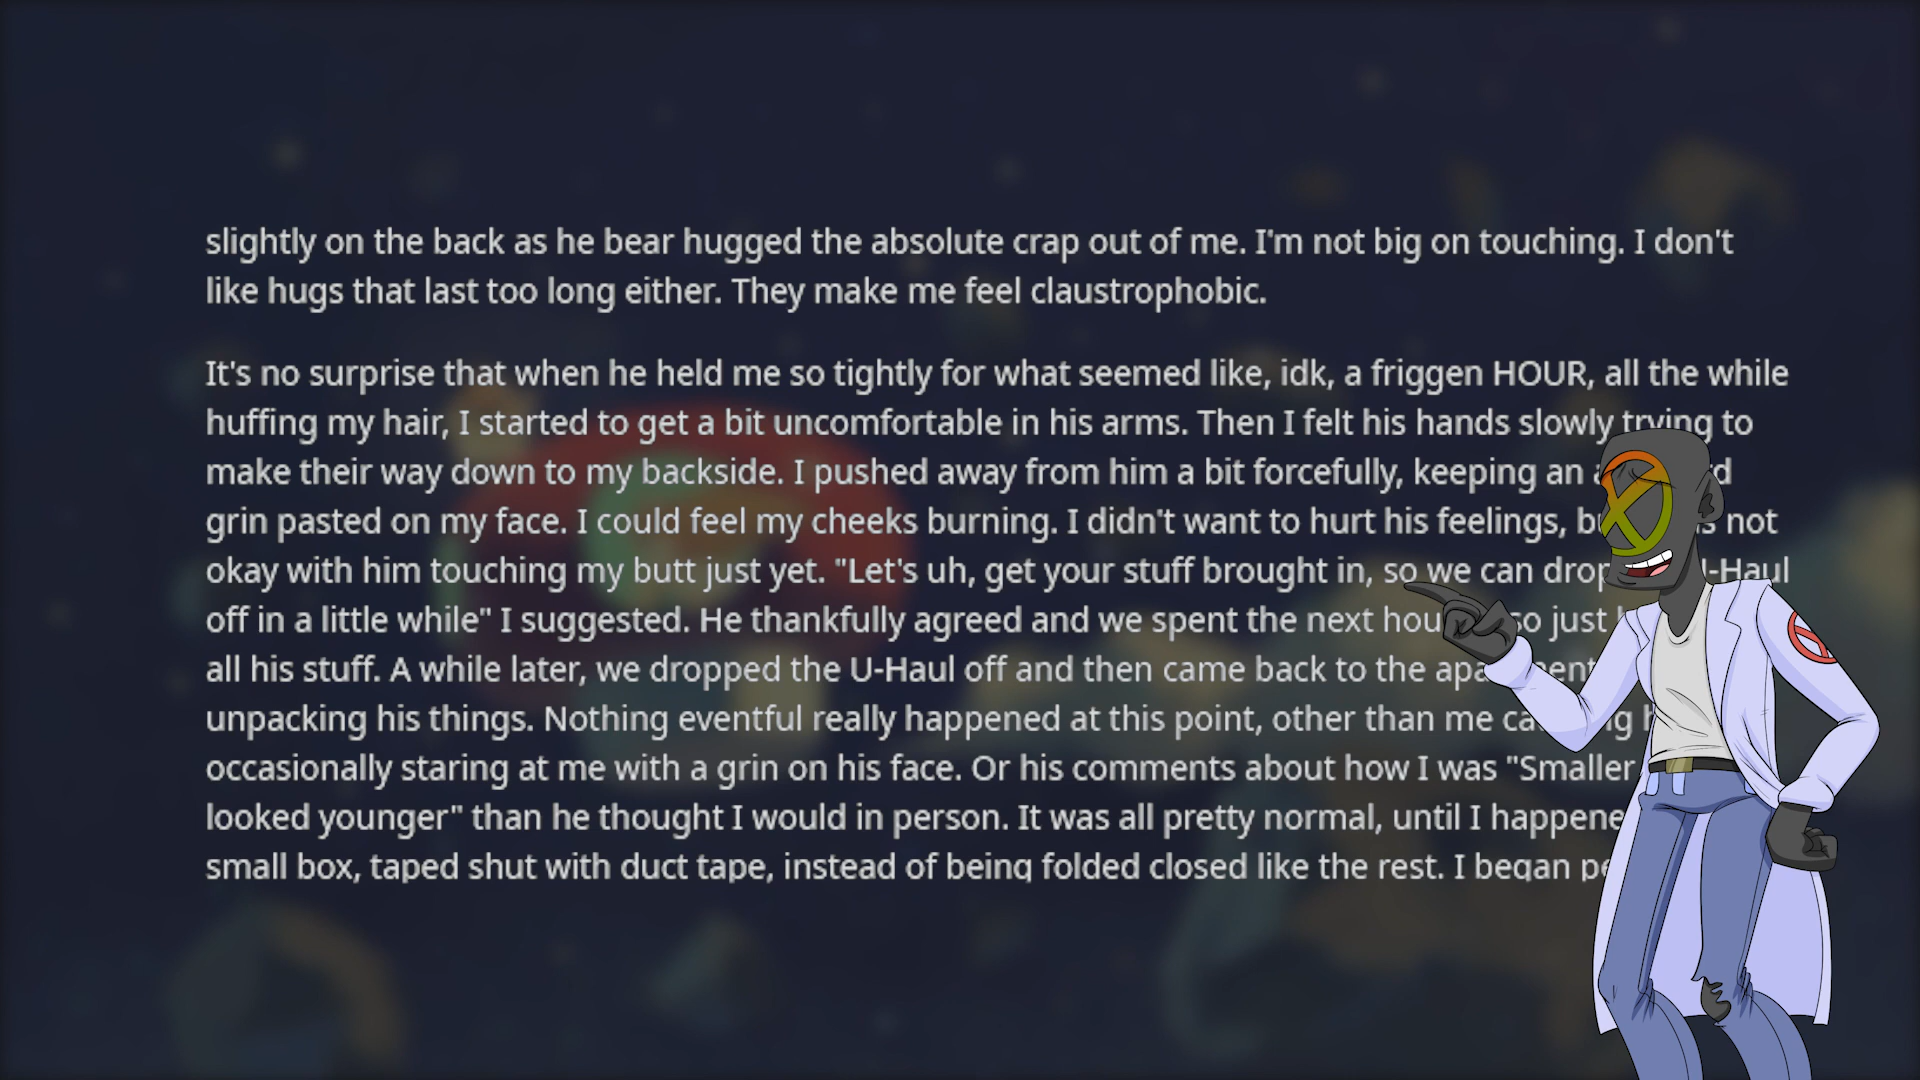 slightly on the back as he bear hugged the absolute crap out of me. I'm not big on touching. I don't
like hugs that last too long either. They make me feel claustrophobic.
It's no surprise that when he held me so tightly for what seemed like, idk, a friggen HOUR, all the while
huffing my hair, I started to get a bit uncomfortable in his arms. Then I felt his hands slowly trying to
make their way down to my backside. I pushed away from him a bit forcefully, keeping an
grin pasted on my face. I could feel my cheeks burning. I didn't want to hurt his feelings, not
okay with him touching my butt just yet. "Let's uh, get your stuff brought in, so we can drop U-Haul
off in a little while" I suggested. He thankfully agreed and we spent the next so just
all his stuff. A while later, we dropped the U-Haul off and then came back to the
unpacking his things. Nothing eventful really happened at this point, other than me
occasionally staring at me with a grin on his face. Or his comments about how I was "Smaller
looked younger" than he thought I would in person. It was all pretty normal, until I
small box, taped shut with duct tape, instead of being folded closed like the rest. I began